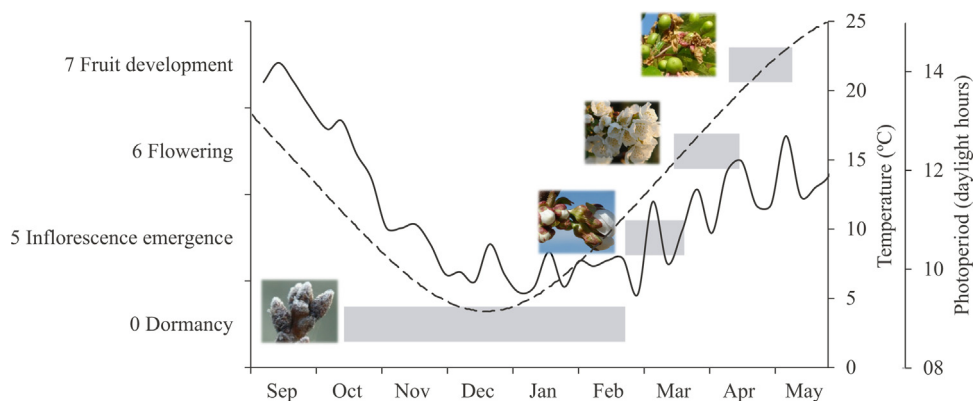 7 Fruit development
6 Flowering
5 Inflorescence emergence
0 Dormancy
Sep Oct Nov Dec Jan Feb Mar Apr May
25
20
15
10
5
0
Temperature (ºC)
14
12
10
08
Photoperiod (daylight hours)